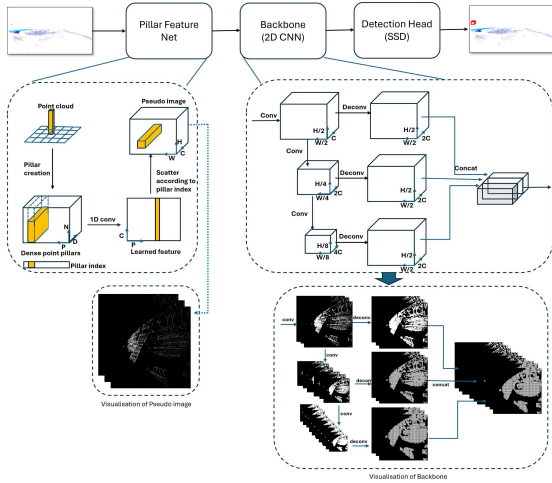 Pillar Feature
Net
Backbone
(2D CNN)
Detection Head
(SSD)
Point cloud
Pillar
creation
N
D
P
Dense point pillars
Pillar index
1D conv
C
P
Learned feature
Scatter
according to
pillar index
Pseudo image
H
C
W
Conv
H/2
C
W/2
Deconv
H/2
2C
W/2
Conv
H/4
2C
W/4
Deconv
H/2
2C
W/2
Conv
H/8
4C
W/8
Deconv
H/2
2C
W/2
Concat
Visualisation of Pseudo image
conv
deconv
conv
deconv
conv
deconv
concat
Visualisation of Backbone